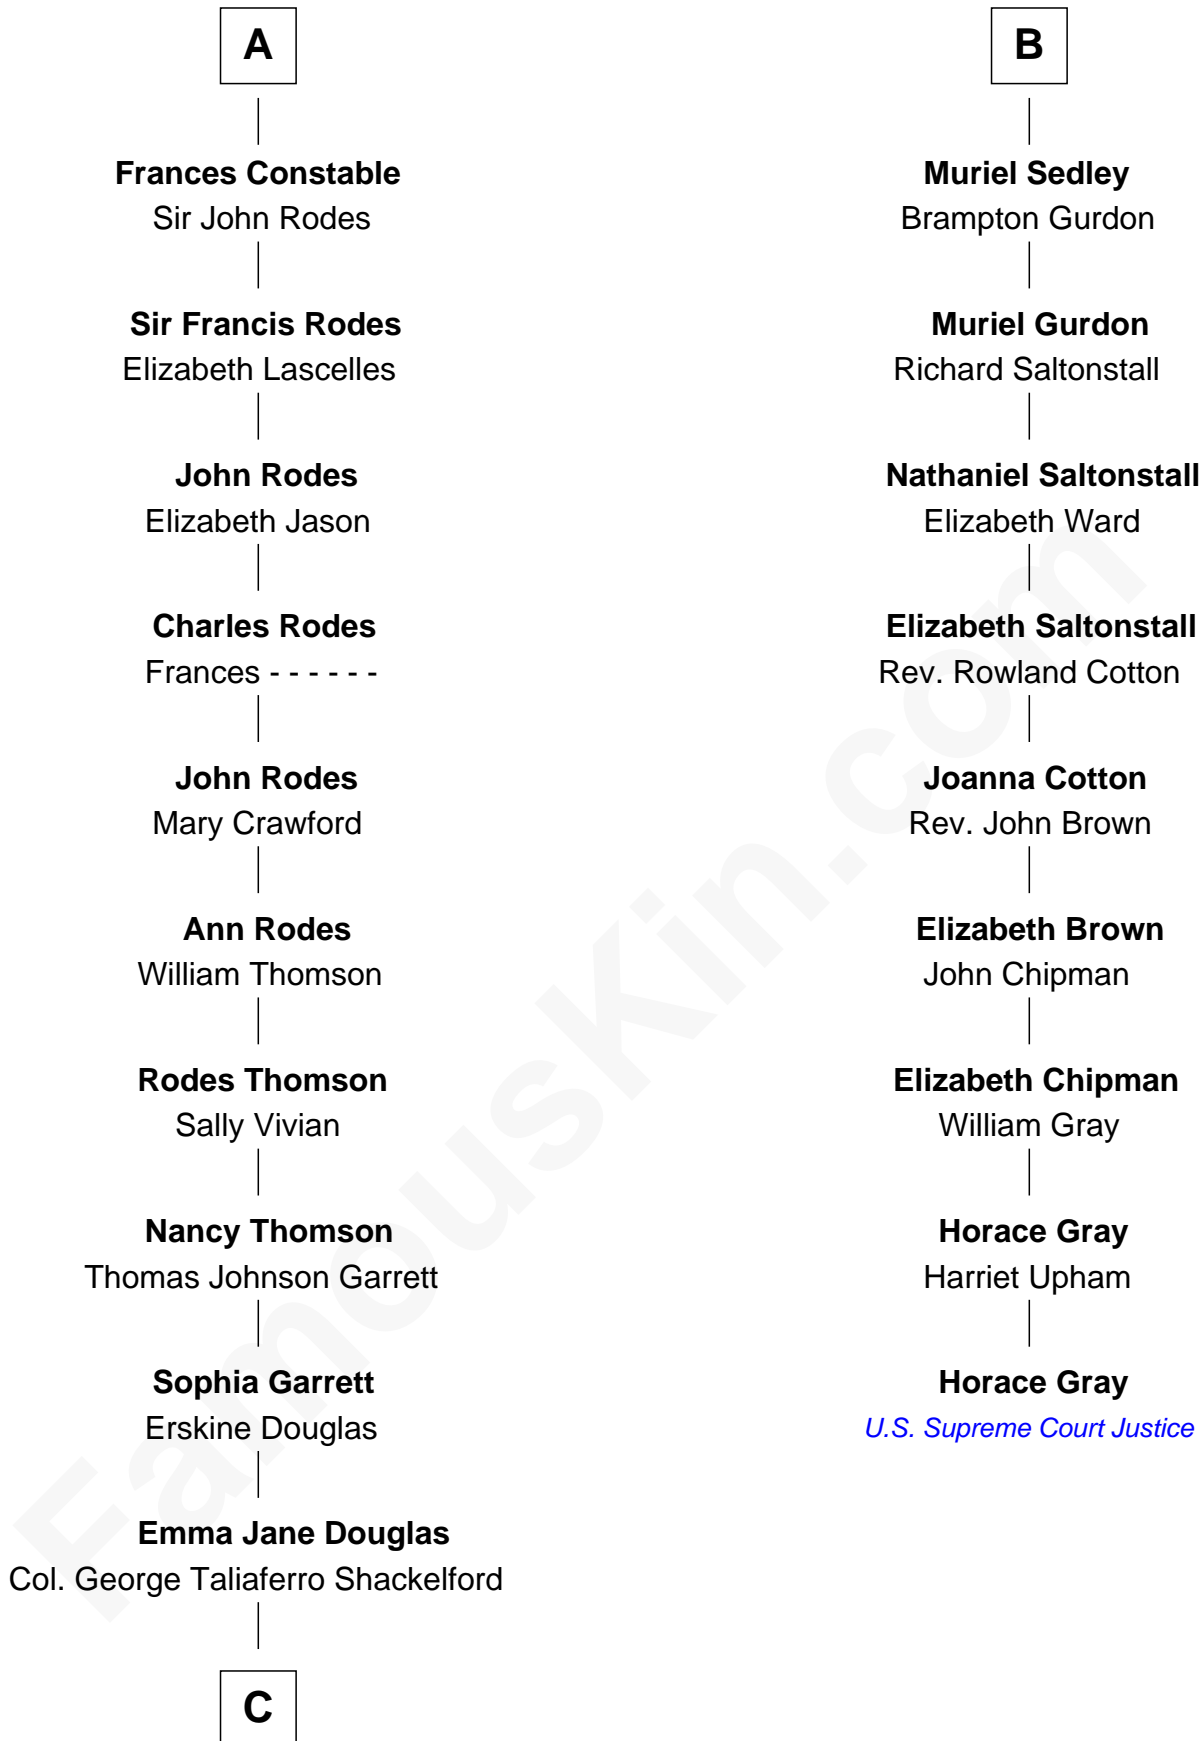 A
Frances Constable
Sir John Rodes
Sir Francis Rodes
Elizabeth Lascelles
John Rodes
Elizabeth Jason
Charles Rodes
Frances - - - - - -
John Rodes
Mary Crawford
Ann Rodes
William Thomson
Rodes Thomson
Sally Vivian
Nancy Thomson
Thomas Johnson Garrett
Sophia Garrett
Erskine Douglas
Emma Jane Douglas
Col. George Taliaferro Shackelford
C
B
Muriel Sedley
Brampton Gurdon
Muriel Gurdon
Richard Saltonstall
Nathaniel Saltonstall
Elizabeth Ward
Elizabeth Saltonstall
Rev. Rowland Cotton
Joanna Cotton
Rev. John Brown
Elizabeth Brown
John Chipman
Elizabeth Chipman
William Gray
Horace Gray
Harriet Upham
Horace Gray
U.S. Supreme Court Justice
FamousKin.com